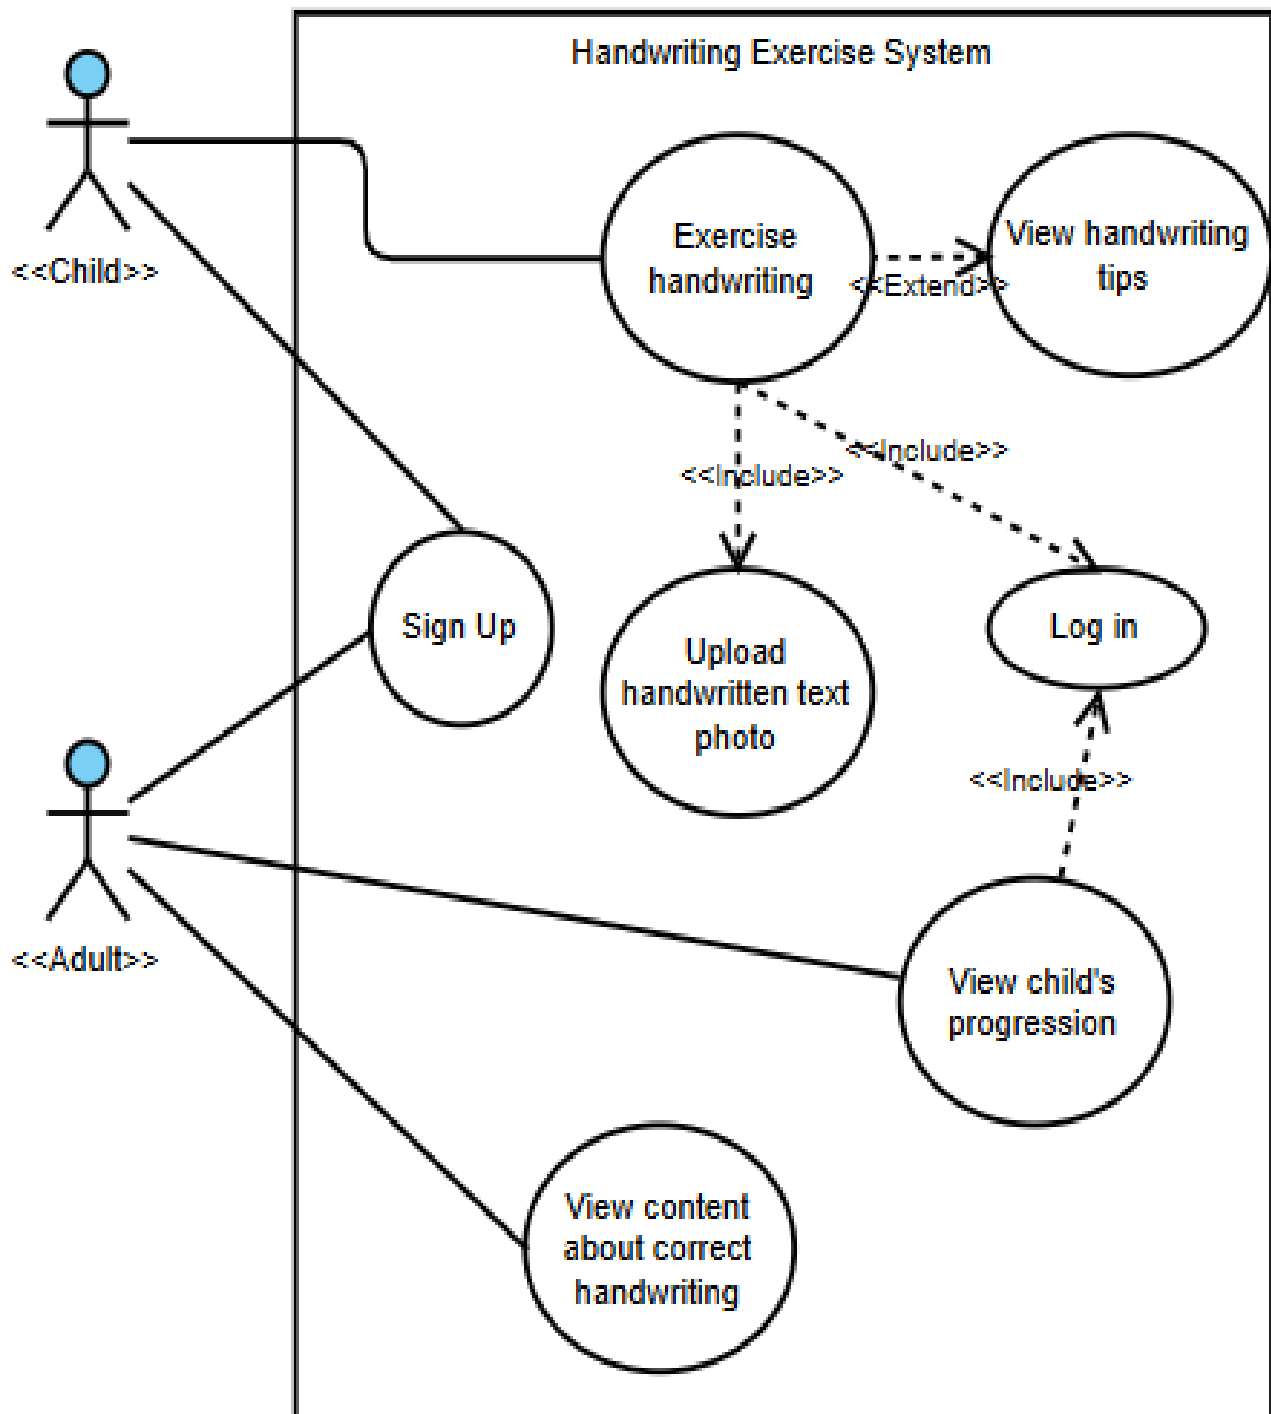 Handwriting Exercise System
<<Child>>
Exercise
handwriting
<<Extend>>
View handwriting
tips
<<Include>>
<<Include>>
Sign Up
Upload
handwritten text
photo
Log in
<<Include>>
<<Adult>>
View child's
progression
View content
about correct
handwriting